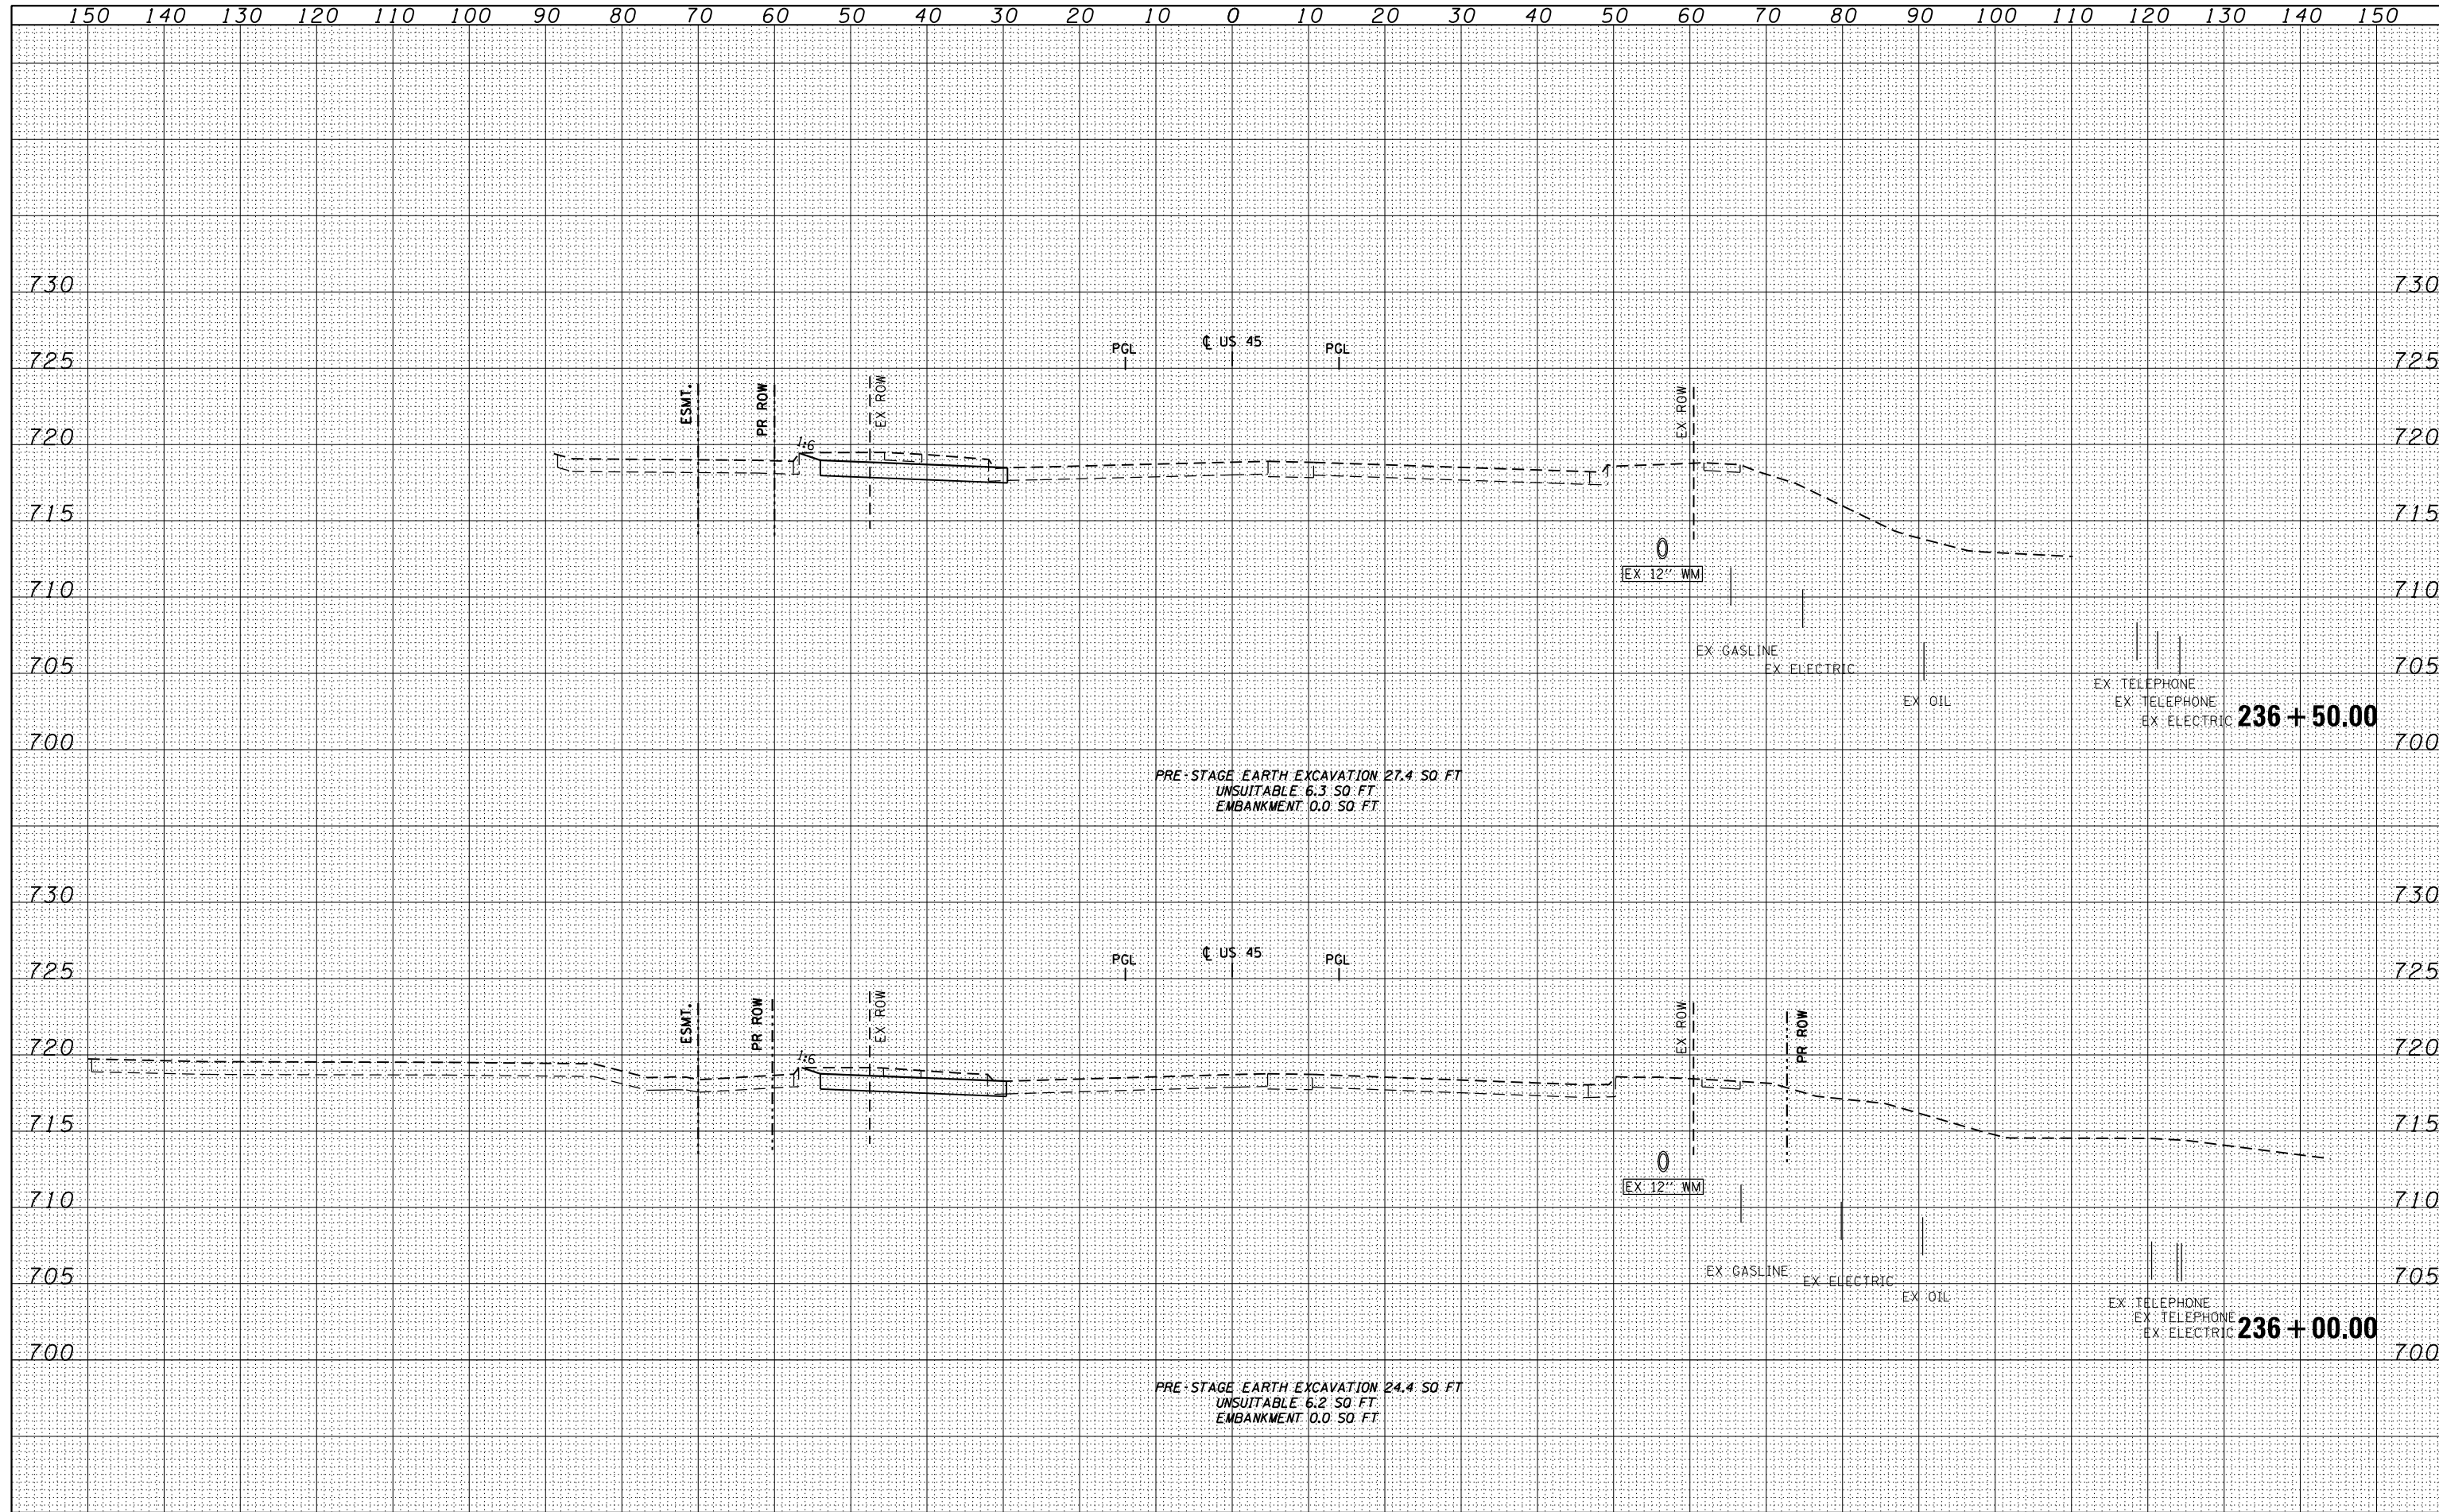 150 140 130 120 110 100 90 80 70 60 50 40 30 20 10 0 10 20 30 40 50 60 70 80 90 100 110 120 130 140 150
730 730
℄ US 45
PGL PGL
725 725
ESMT. PR ROW EX ROW EX ROW
720 720
1:6
715 715
EX 12'' WM
710 710
EX GASLINE
705 EX ELECTRIC 705
EX TELEPHONE
EX OIL EX TELEPHONE
EX ELECTRIC 236 + 50.00
700 700
PRE-STAGE EARTH EXCAVATION 27.4 SQ FT
UNSUITABLE 6.3 SQ FT
EMBANKMENT 0.0 SQ FT
730 730
℄ US 45
PGL PGL
725 725
ESMT. PR ROW EX ROW EX ROW PR ROW
720 720
1:6
715 715
EX 12'' WM
710 710
EX GASLINE
705 EX ELECTRIC 705
EX OIL EX TELEPHONE
EX TELEPHONE
EX ELECTRIC 236 + 00.00
700 700
PRE-STAGE EARTH EXCAVATION 24.4 SQ FT
UNSUITABLE 6.2 SQ FT
EMBANKMENT 0.0 SQ FT